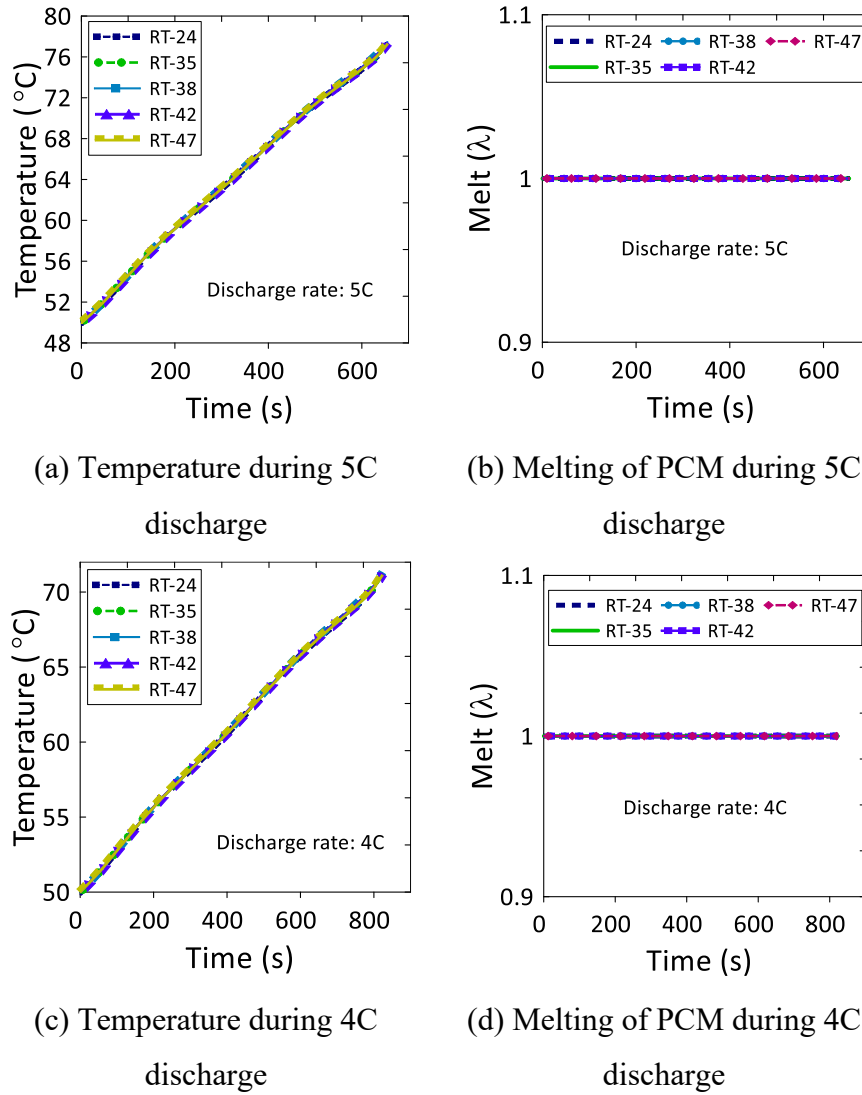 80
76
72
68
64
60
56
52
48
Temperature (°C)
RT-24
RT-35
RT-38
RT-42
RT-47
Discharge rate: 5C
0 200 400 600
Time (s)
1.1
1
0.9
Melt (λ)
RT-24 RT-38 RT-47
RT-35 RT-42
Discharge rate: 5C
0 200 400 600
Time (s)
(a) Temperature during 5C
discharge
(b) Melting of PCM during 5C
discharge
70
65
60
55
50
Temperature (°C)
RT-24
RT-35
RT-38
RT-42
RT-47
Discharge rate: 4C
0 200 400 600 800
Time (s)
1.1
1
0.9
Melt (λ)
RT-24 RT-38 RT-47
RT-35 RT-42
Discharge rate: 4C
0 200 400 600 800
Time (s)
(c) Temperature during 4C
discharge
(d) Melting of PCM during 4C
discharge